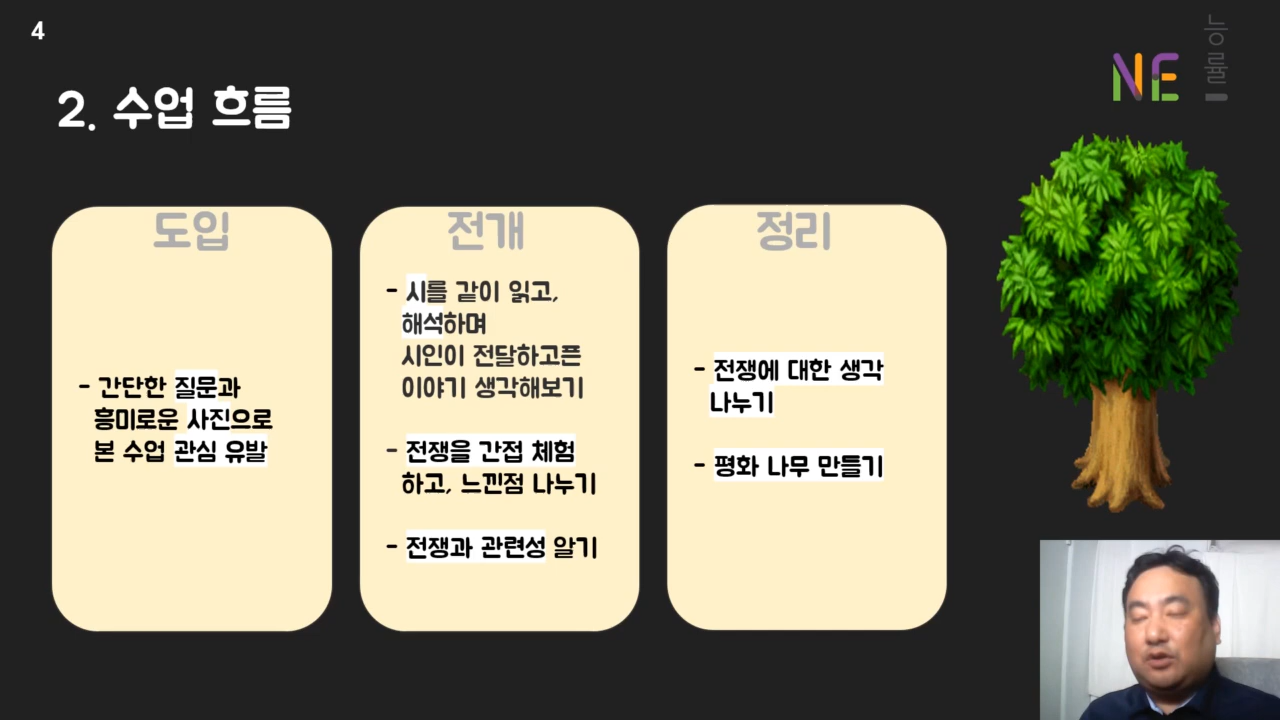 4
NE
능률
2. 수업 흐름
도입
- 간단한 질문과
흥미로운 사진으로
본 수업 관심 유발
전개
- 시를 같이 읽고,
해석하며
시인이 전달하고픈
이야기 생각해보기
- 전쟁을 간접 체험
하고, 느낀점 나누기
- 전쟁과 관련성 알기
정리
- 전쟁에 대한 생각
나누기
- 평화 나무 만들기